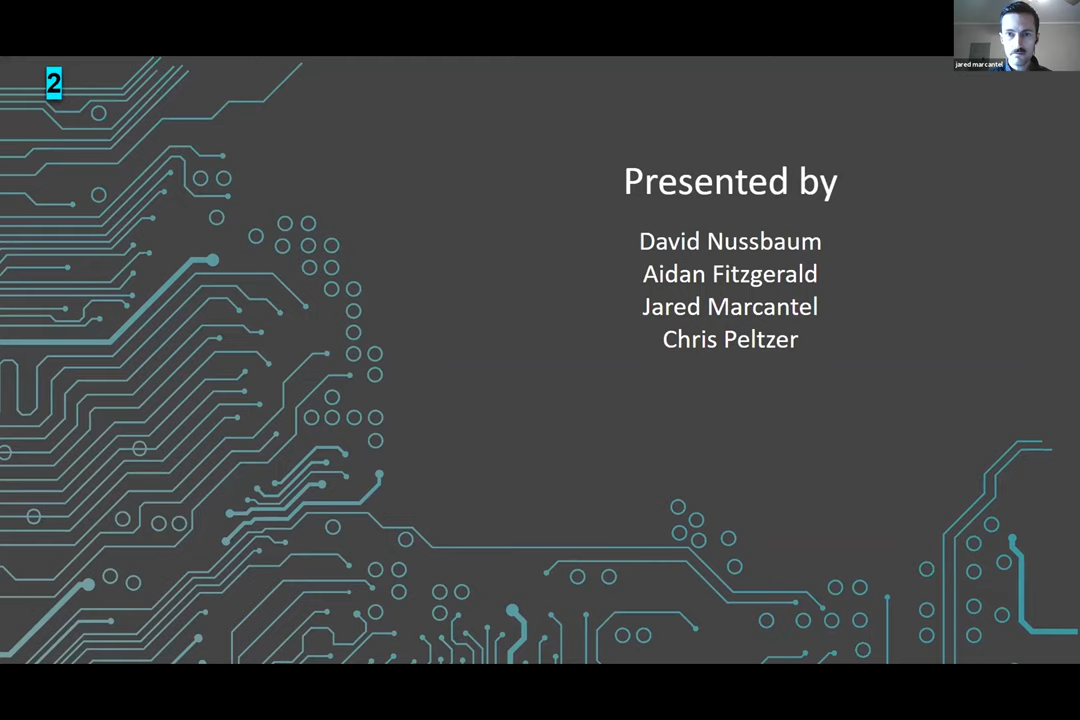 jared marcantel
2
Presented by
David Nussbaum
Aidan Fitzgerald
Jared Marcantel
Chris Peltzer